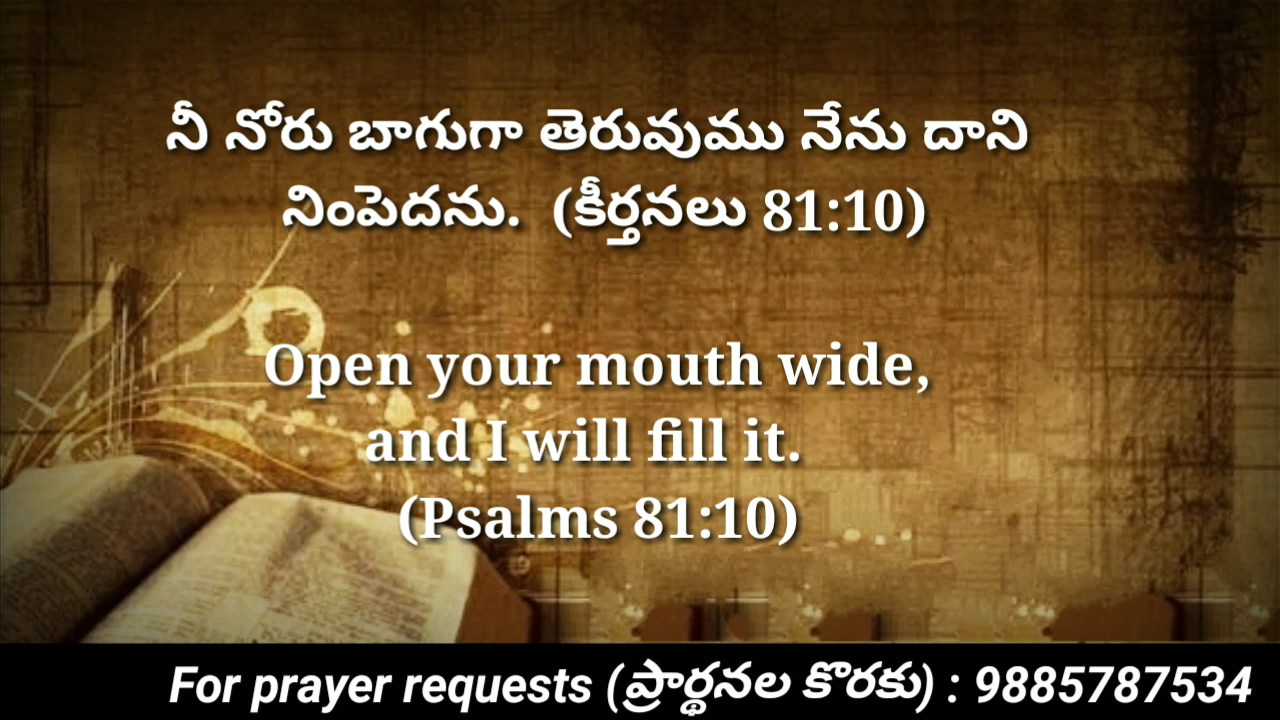 నీ నోరు బాగుగా తెరువుము నేను దాని
నింపెదను. (కీర్తనలు 81:10)
Open your mouth wide,
and I will fill it.
(Psalms 81:10)
For prayer requests (ప్రార్థనల కొరకు) : 9885787534